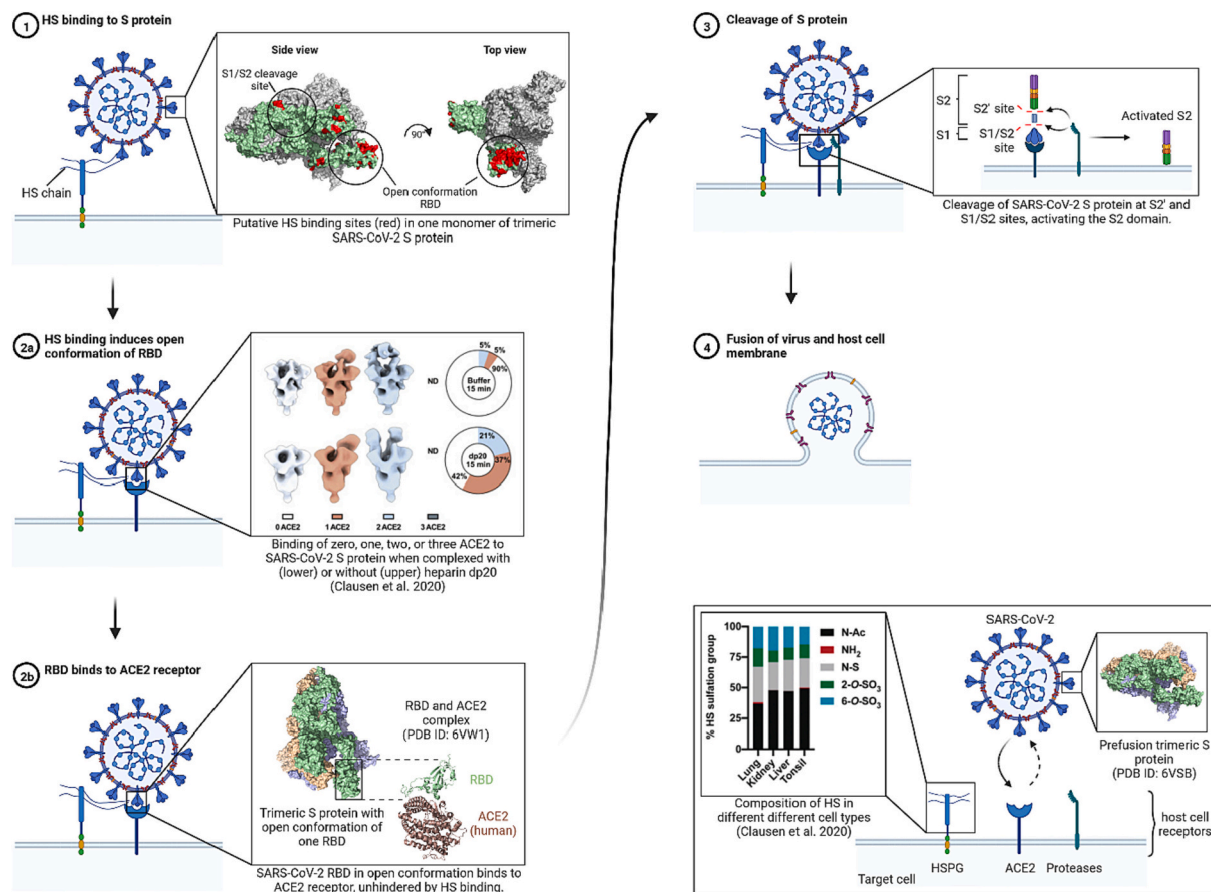 1
HS binding to S protein
Side view
Top view
S1/S2 cleavage
site
90°
HS chain
Open conformation
RBD
Putative HS binding sites (red) in one monomer of trimeric
SARS-CoV-2 S protein
2a
HS binding induces open
conformation of RBD
ND
5%
5%
90%
Buffer
15 min
ND
21%
37%
42%
dp20
15 min
0 ACE2
1 ACE2
2 ACE2
3 ACE2
Binding of zero, one, two, or three ACE2 to
SARS-CoV-2 S protein when complexed with
(lower) or without (upper) heparin dp20
(Clausen et al. 2020)
2b
RBD binds to ACE2 receptor
RBD and ACE2
complex
(PDB ID: 6VW1)
RBD
ACE2
(human)
Trimeric S protein with
open conformation of
one RBD
SARS-CoV-2 RBD in open conformation binds to
ACE2 receptor, unhindered by HS binding.
3
Cleavage of S protein
S2
S2' site
S1
S1/S2
site
Activated S2
Cleavage of SARS-CoV-2 S protein at S2' and
S1/S2 sites, activating the S2 domain.
4
Fusion of virus and host cell
membrane
% HS sulfation group
100
75
50
25
0
Lung
Kidney
Liver
Tonsil
N-Ac
NH2
N-S
2-O-SO3
6-O-SO3
Composition of HS in
different different cell types
(Clausen et al. 2020)
SARS-CoV-2
Prefusion trimeric S
protein
(PDB ID: 6VSB)
host cell
receptors
HSPG
ACE2
Proteases
Target cell